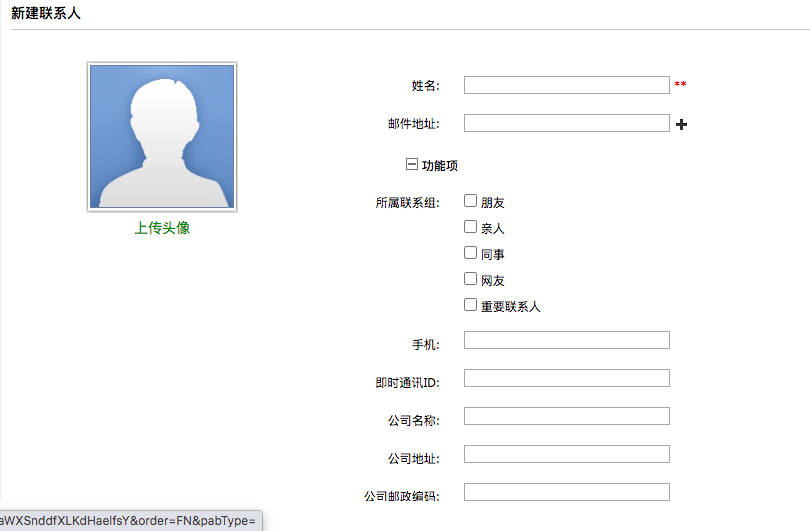 新建联系人
上传头像
姓名: **
邮件地址:
功能项
所属联系组: 朋友
亲人
同事
网友
重要联系人
手机:
即时通讯ID:
公司名称:
公司地址:
公司邮政编码:
aWXSnddfXLKdHaelfsY&order=FN&pabType=